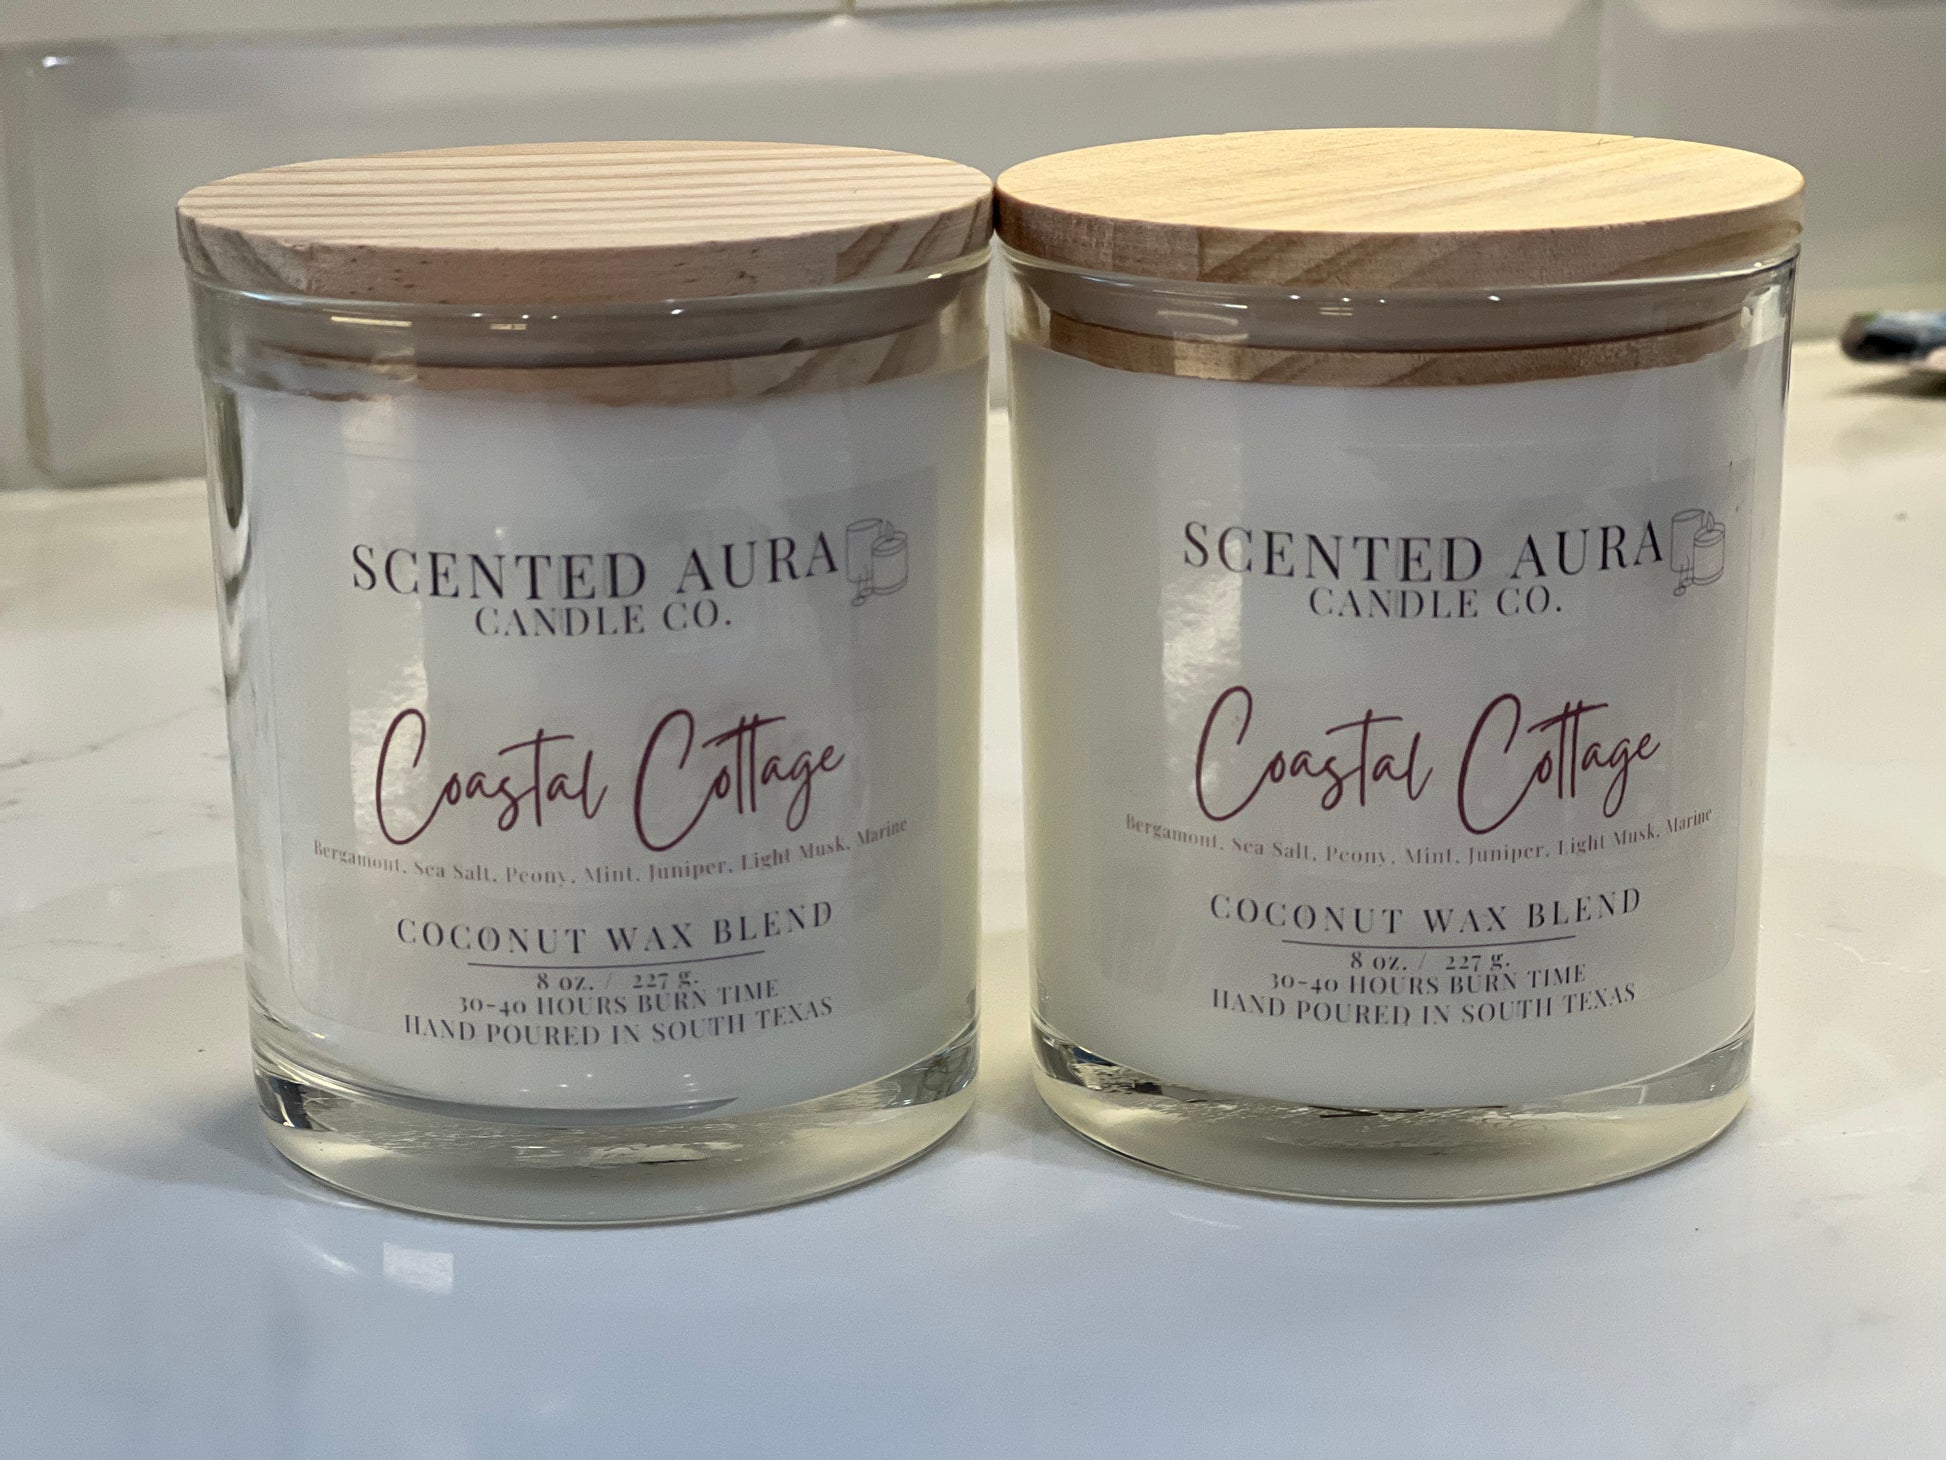 SCENTED AURA
CANDLE CO.
Coastal Cottage
Bergamont, Sea Salt, Peony, Mint, Juniper, Light Musk, Marine
COCONUT WAX BLEND
8 oz. / 227 g.
30-40 HOURS BURN TIME
HAND POURED IN SOUTH TEXAS
SCENTED AURA
CANDLE CO.
Coastal Cottage
Bergamont, Sea Salt, Peony, Mint, Juniper, Light Musk, Marine
COCONUT WAX BLEND
8 oz. / 227 g.
30-40 HOURS BURN TIME
HAND POURED IN SOUTH TEXAS